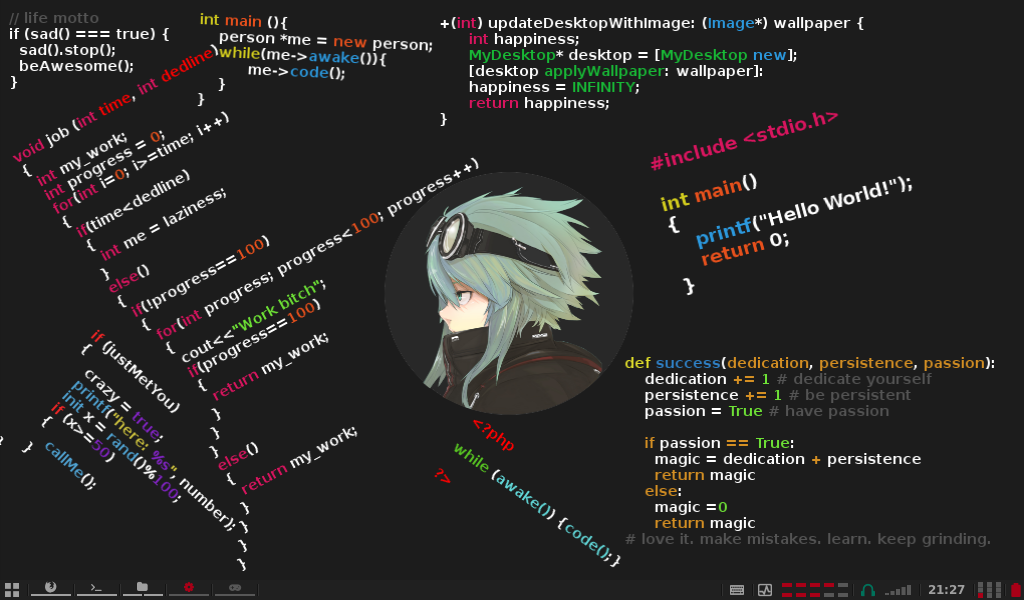 // life motto
if (sad() === true) {
sad().stop();
beAwesome();
}
int main (){
person *me = new person;
while(me->awake()){
me->code();
}
}
+(int) updateDesktopWithImage: (Image*) wallpaper {
int happiness;
MyDesktop* desktop = [MyDesktop new];
[desktop applyWallpaper: wallpaper]:
happiness = INFINITY;
return happiness;
}
void job (int time, int dedline)
{
int my_work;
int progress = 0;
for(int i=0; i>=time; i++)
{
if(time<dedline)
{
int me = laziness;
}
else()
{
if(!progress==100)
{
for(int progress; progress<100; progress++)
{
cout<<"Work bitch";
if(progress==100)
{
return my_work;
}
}
}
else()
{
return my_work;
}
}
}
}
#include <stdio.h>
int main()
{
printf("Hello World!");
return 0;
}
if (justMetYou)
{
crazy = true;
printf("here: %s", number);
init x = rand()%100;
if (x>=50)
{
callMe();
}
}
<?php
while (awake()) {code();}
?>
def success(dedication, persistence, passion):
dedication += 1 # dedicate yourself
persistence += 1 # be persistent
passion = True # have passion
if passion == True:
magic = dedication + persistence
return magic
else:
magic =0
return magic
# love it. make mistakes. learn. keep grinding.
21:27